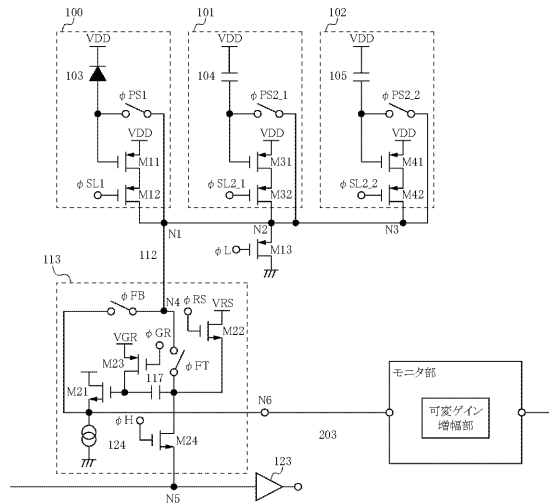 100
101
102
VDD
VDD
VDD
103
104
105
φPS1
φPS2_1
φPS2_2
VDD
VDD
VDD
M11
M31
M41
φSL1
φSL2_1
φSL2_2
M12
M32
M42
N1
N2
N3
φL
M13
112
113
φFB
N4
φRS
VRS
VGR
φGR
M22
M23
φFT
M21
117
N6
モニタ部
可変ゲイン
増幅部
φH
124
M24
203
123
N5